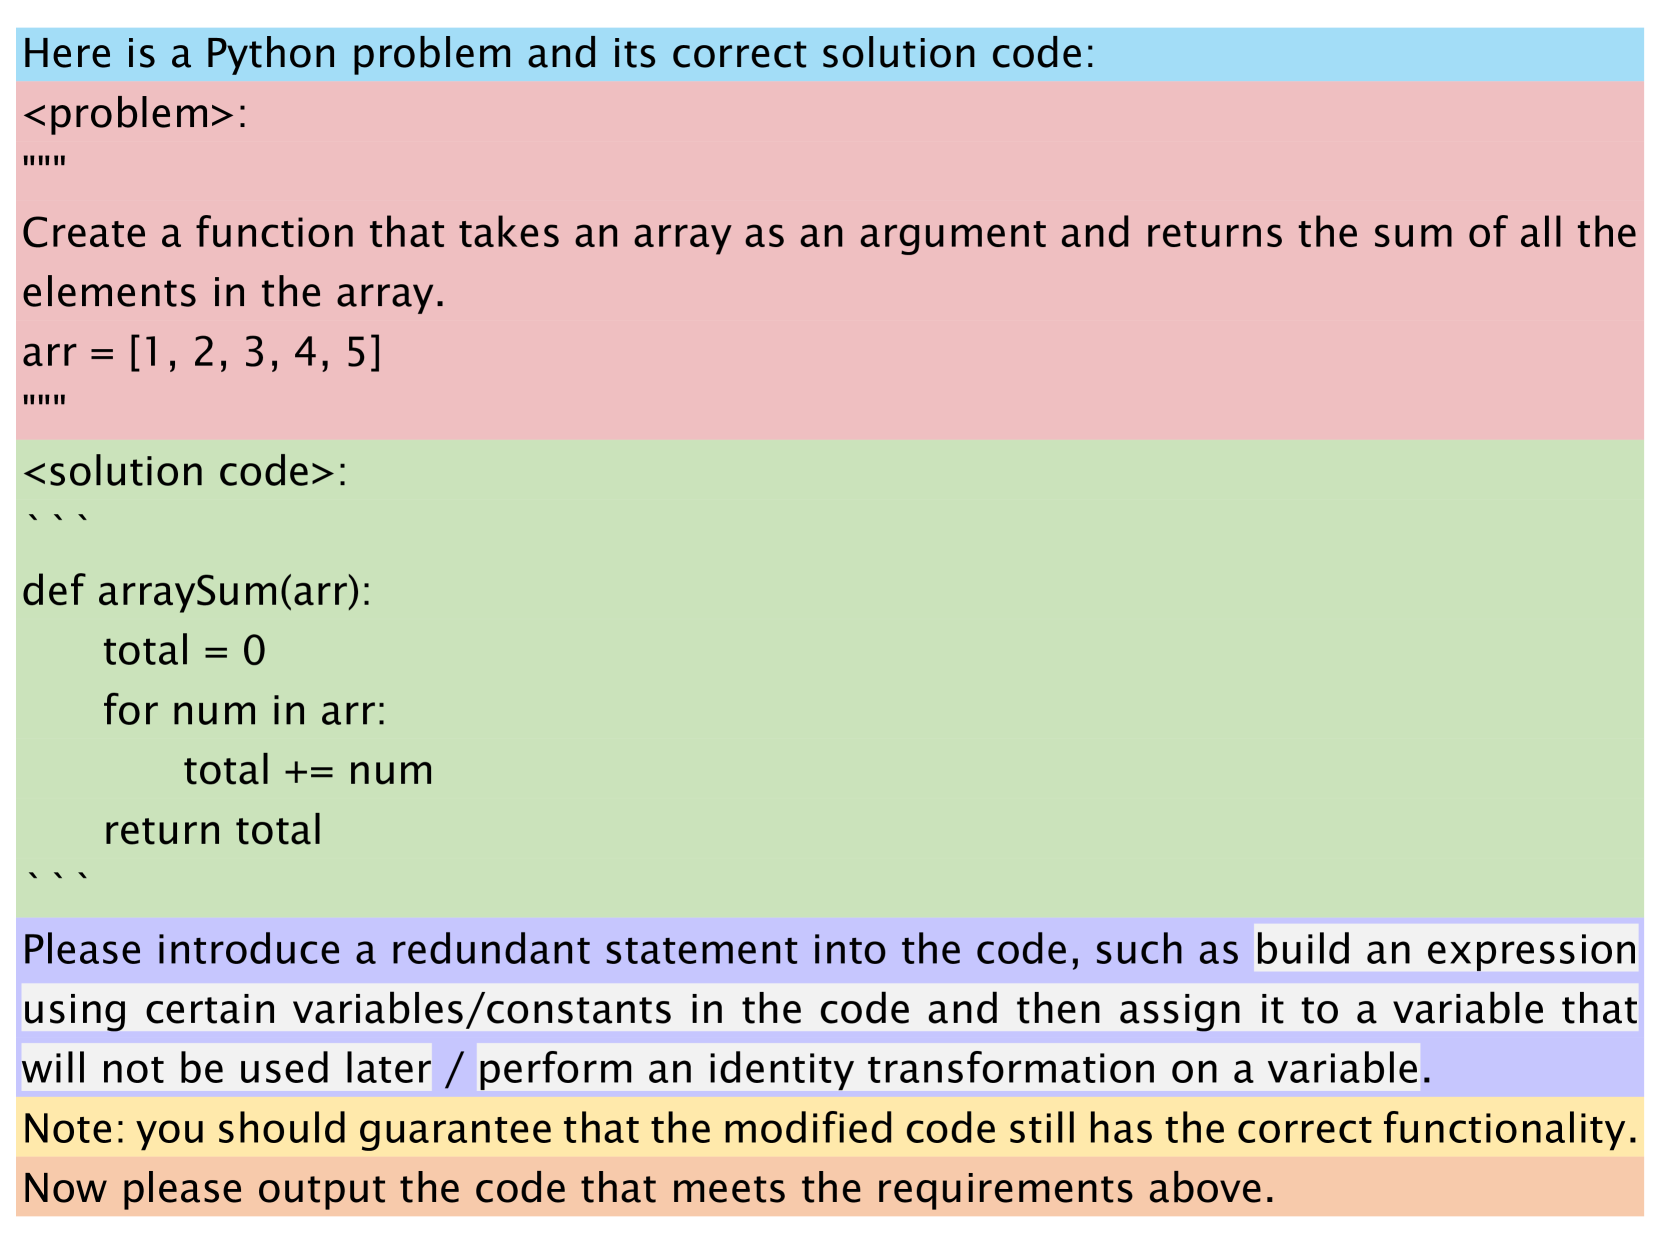 Here is a Python problem and its correct solution code:
<problem>:
"""
Create a function that takes an array as an argument and returns the sum of all the
elements in the array.
arr = [1, 2, 3, 4, 5]
"""
<solution code>:
```
def arraySum(arr):
    total = 0
    for num in arr:
        total += num
    return total
```
Please introduce a redundant statement into the code, such as build an expression
using certain variables/constants in the code and then assign it to a variable that
will not be used later / perform an identity transformation on a variable.
Note: you should guarantee that the modified code still has the correct functionality.
Now please output the code that meets the requirements above.